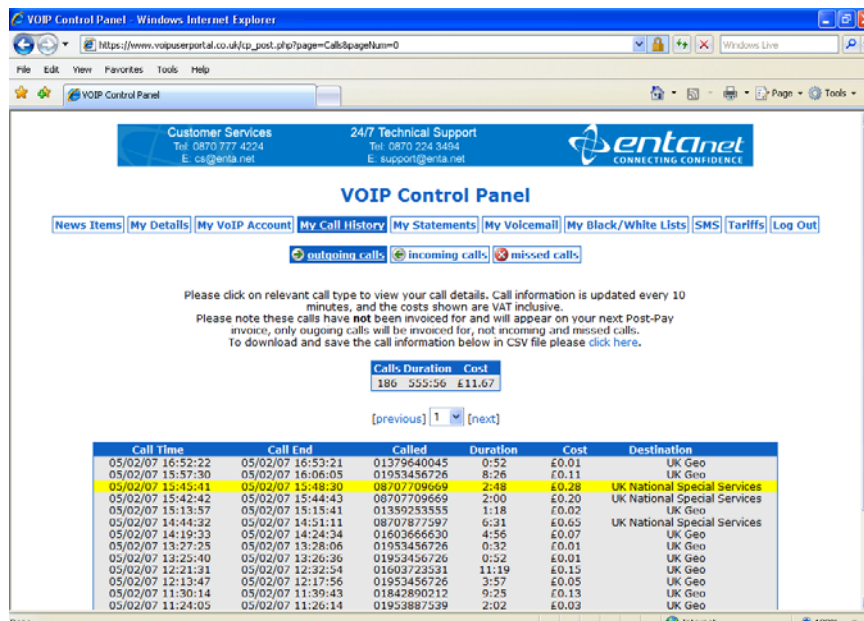 VOIP Control Panel - Windows Internet Explorer
https://www.voipuserportal.co.uk/cp_post.php?page=Calls&pageNum=0
Windows Live
File Edit View Favorites Tools Help
VOIP Control Panel
Page Tools
Customer Services
Tel: 0870 777 4224
E: cs@enta.net
24/7 Technical Support
Tel: 0870 224 3494
E: support@enta.net
entanet
CONNECTING CONFIDENCE
VOIP Control Panel
News Items My Details My VoIP Account My Call History My Statements My Voicemail My Black/White Lists SMS Tariffs Log Out
outgoing calls incoming calls missed calls
Please click on relevant call type to view your call details. Call information is updated every 10
minutes, and the costs shown are VAT inclusive.
Please note these calls have not been invoiced for and will appear on your next Post-Pay
invoice, only ougoing calls will be invoiced for, not incoming and missed calls.
To download and save the call information below in CSV file please click here.
Calls Duration Cost
186 555:56 £11.67
[previous] 1 [next]
Call Time Call End Called Duration Cost Destination
05/02/07 16:52:22 05/02/07 16:53:21 01379640045 0:52 £0.01 UK Geo
05/02/07 15:57:30 05/02/07 16:06:05 01953456726 8:26 £0.11 UK Geo
05/02/07 15:45:41 05/02/07 15:48:30 08707709669 2:48 £0.28 UK National Special Services
05/02/07 15:42:42 05/02/07 15:44:43 08707709669 2:00 £0.20 UK National Special Services
05/02/07 15:13:57 05/02/07 15:15:41 01359253555 1:18 £0.02 UK Geo
05/02/07 14:44:32 05/02/07 14:51:11 08707877597 6:31 £0.65 UK National Special Services
05/02/07 14:19:33 05/02/07 14:24:34 01603666630 4:56 £0.07 UK Geo
05/02/07 13:27:25 05/02/07 13:28:06 01953456726 0:32 £0.01 UK Geo
05/02/07 13:25:40 05/02/07 13:26:36 01953456726 0:52 £0.01 UK Geo
05/02/07 12:21:31 05/02/07 12:32:54 01603723531 11:19 £0.15 UK Geo
05/02/07 12:13:47 05/02/07 12:17:56 01953456726 3:57 £0.05 UK Geo
05/02/07 11:30:14 05/02/07 11:39:43 01842890212 9:25 £0.13 UK Geo
05/02/07 11:24:05 05/02/07 11:26:14 01953887539 2:02 £0.03 UK Geo